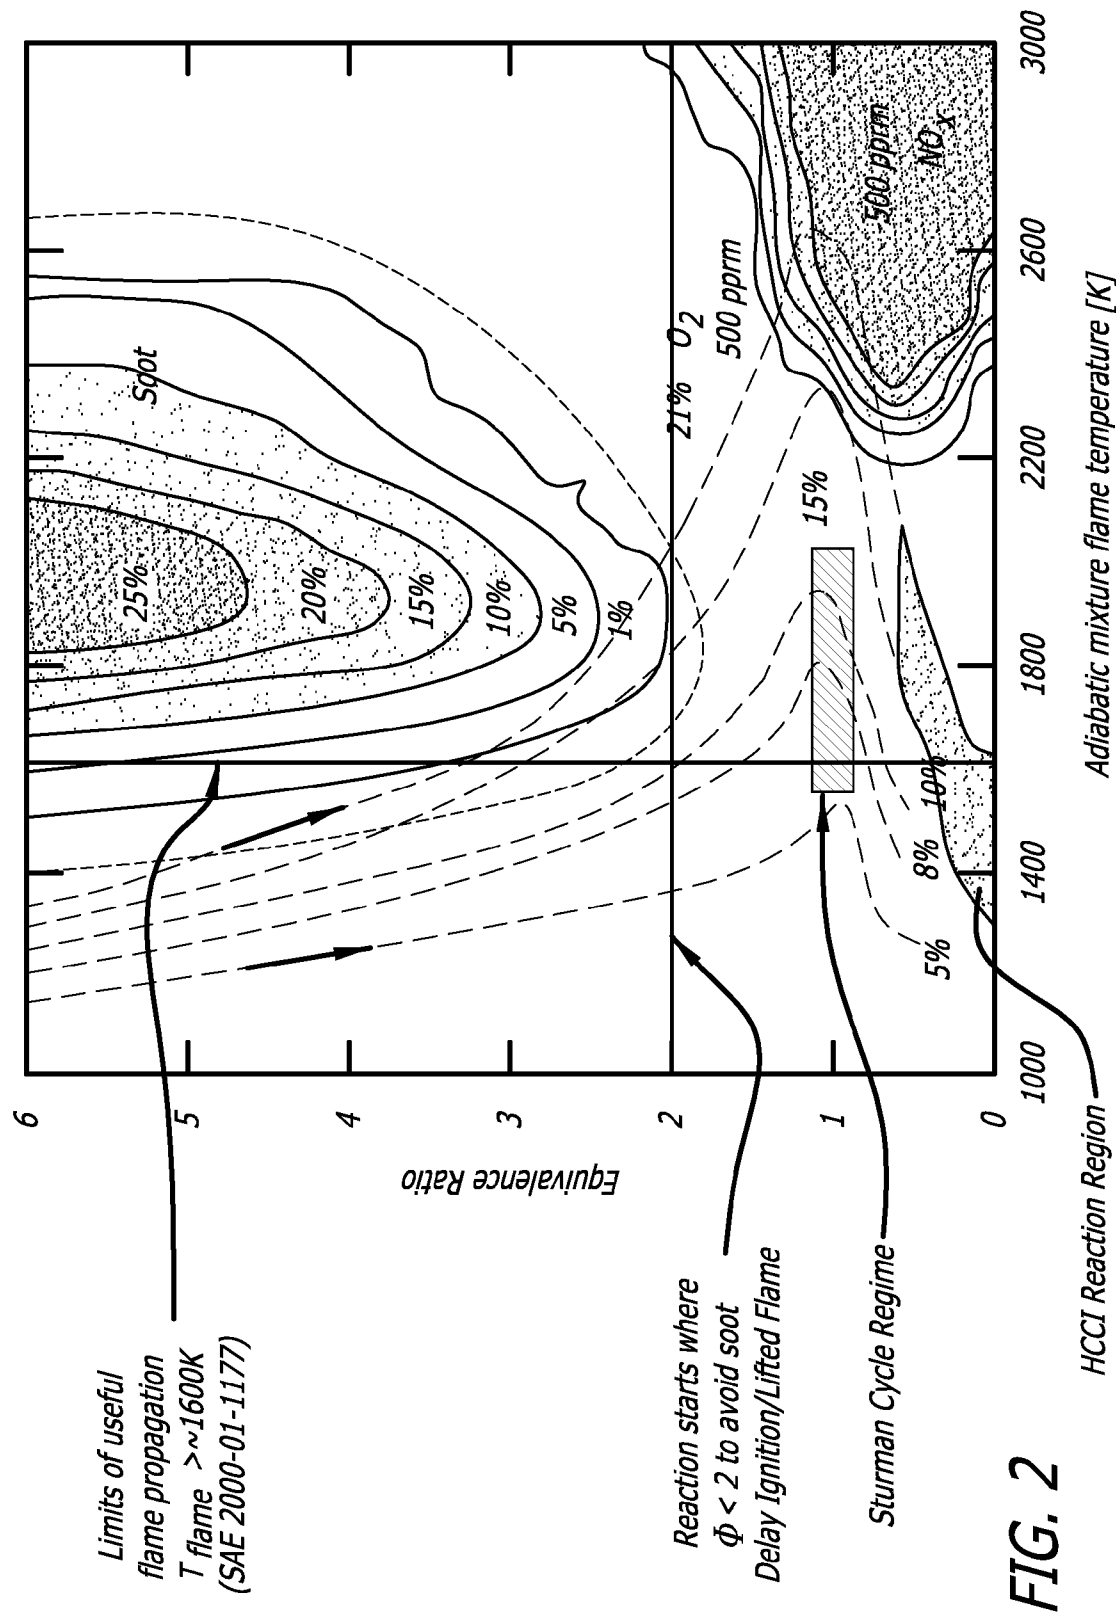 Limits of useful
flame propagation
T flame >~1600K
(SAE 2000-01-1177)
Reaction starts where
Φ < 2 to avoid soot
Delay Ignition/Lifted Flame
Sturman Cycle Regime
HCCI Reaction Region
Equivalence Ratio
6
5
4
3
2
1
0
Soot
25%
20%
15%
10%
5%
1%
21% O2
500 pprm
15%
500 pprm
NOx
10%
8%
5%
1000
1400
1800
2200
2600
3000
Adiabatic mixture flame temperature [K]
FIG. 2